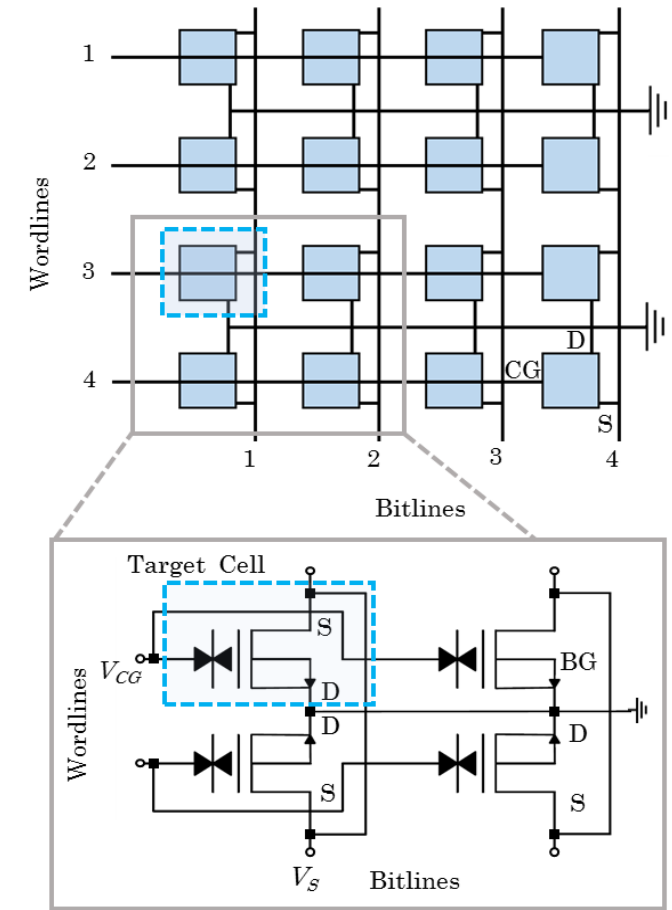 1
2
Wordlines
3
D
CG
4
S
1
2
3
4
Bitlines
Target Cell
S
V_CG
BG
D
D
D
Wordlines
S
S
V_S
Bitlines